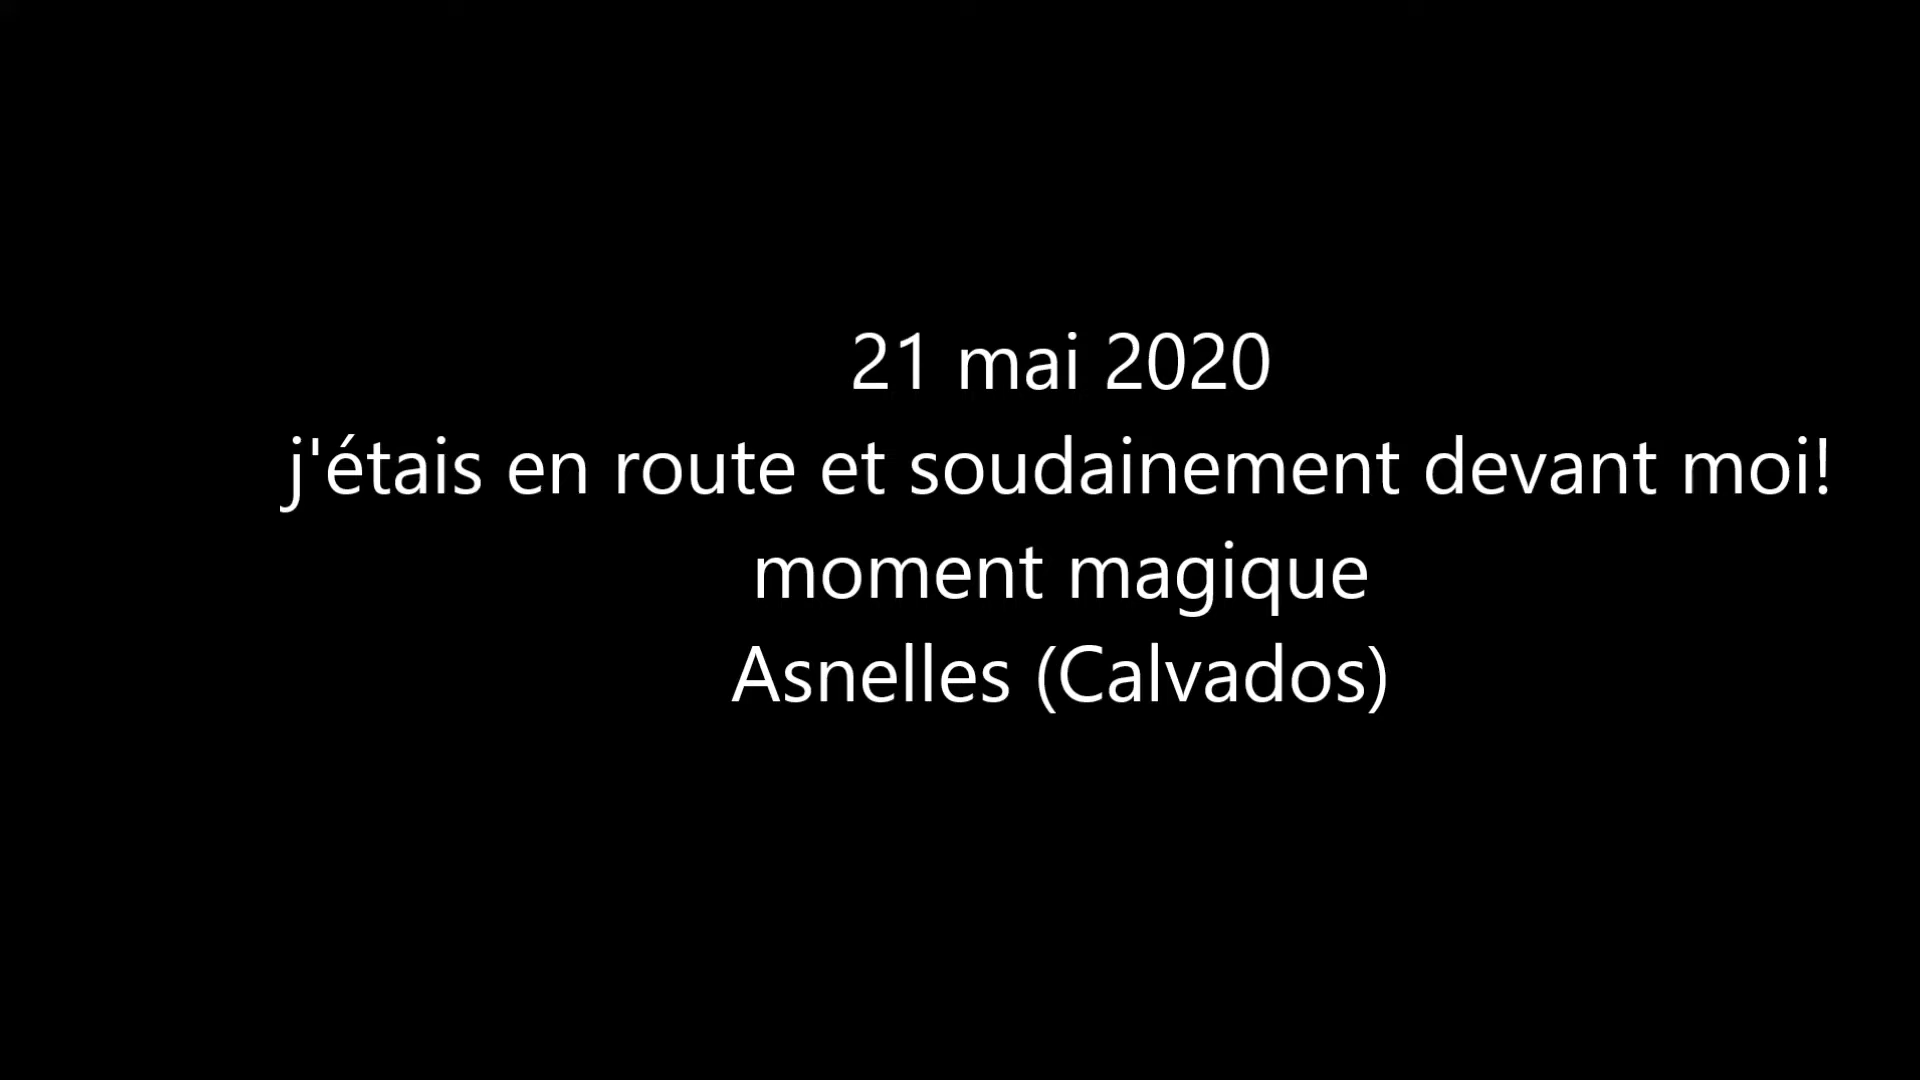 21 mai 2020
j'étais en route et soudainement devant moi!
moment magique
Asnelles (Calvados)